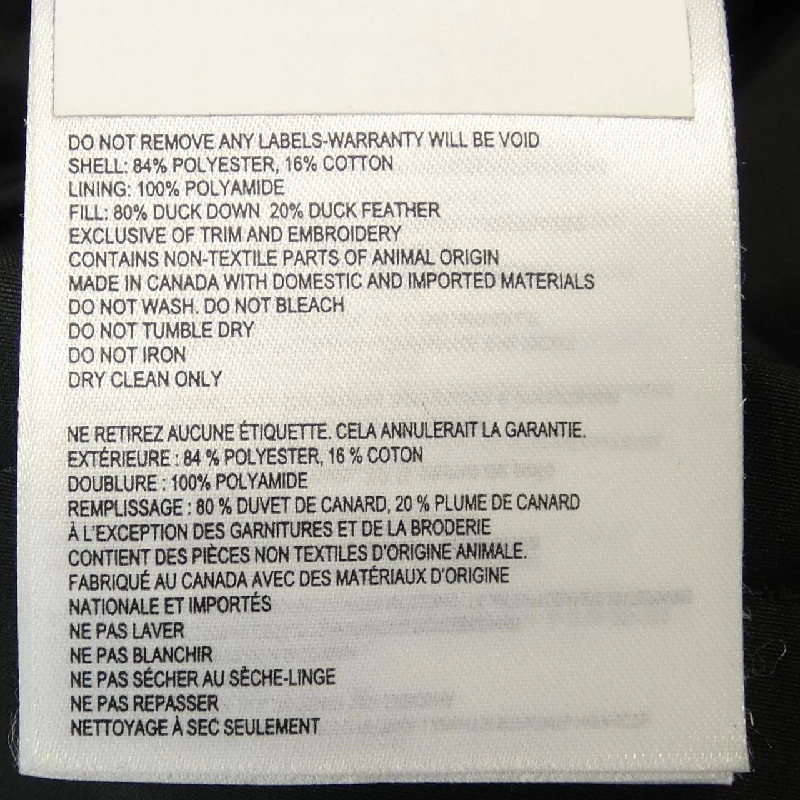 DO NOT REMOVE ANY LABELS-WARRANTY WILL BE VOID
SHELL: 84% POLYESTER, 16% COTTON
LINING: 100% POLYAMIDE
FILL: 80% DUCK DOWN 20% DUCK FEATHER
EXCLUSIVE OF TRIM AND EMBROIDERY
CONTAINS NON-TEXTILE PARTS OF ANIMAL ORIGIN
MADE IN CANADA WITH DOMESTIC AND IMPORTED MATERIALS
DO NOT WASH. DO NOT BLEACH
DO NOT TUMBLE DRY
DO NOT IRON
DRY CLEAN ONLY
NE RETIREZ AUCUNE ÉTIQUETTE. CELA ANNULERAIT LA GARANTIE.
EXTÉRIEURE : 84 % POLYESTER, 16 % COTON
DOUBLURE : 100% POLYAMIDE
REMPLISSAGE : 80 % DUVET DE CANARD, 20 % PLUME DE CANARD
À L'EXCEPTION DES GARNITURES ET DE LA BRODERIE
CONTIENT DES PIÈCES NON TEXTILES D'ORIGINE ANIMALE.
FABRIQUÉ AU CANADA AVEC DES MATÉRIAUX D'ORIGINE
NATIONALE ET IMPORTÉS
NE PAS LAVER
NE PAS BLANCHIR
NE PAS SÉCHER AU SÈCHE-LINGE
NE PAS REPASSER
NETTOYAGE À SEC SEULEMENT